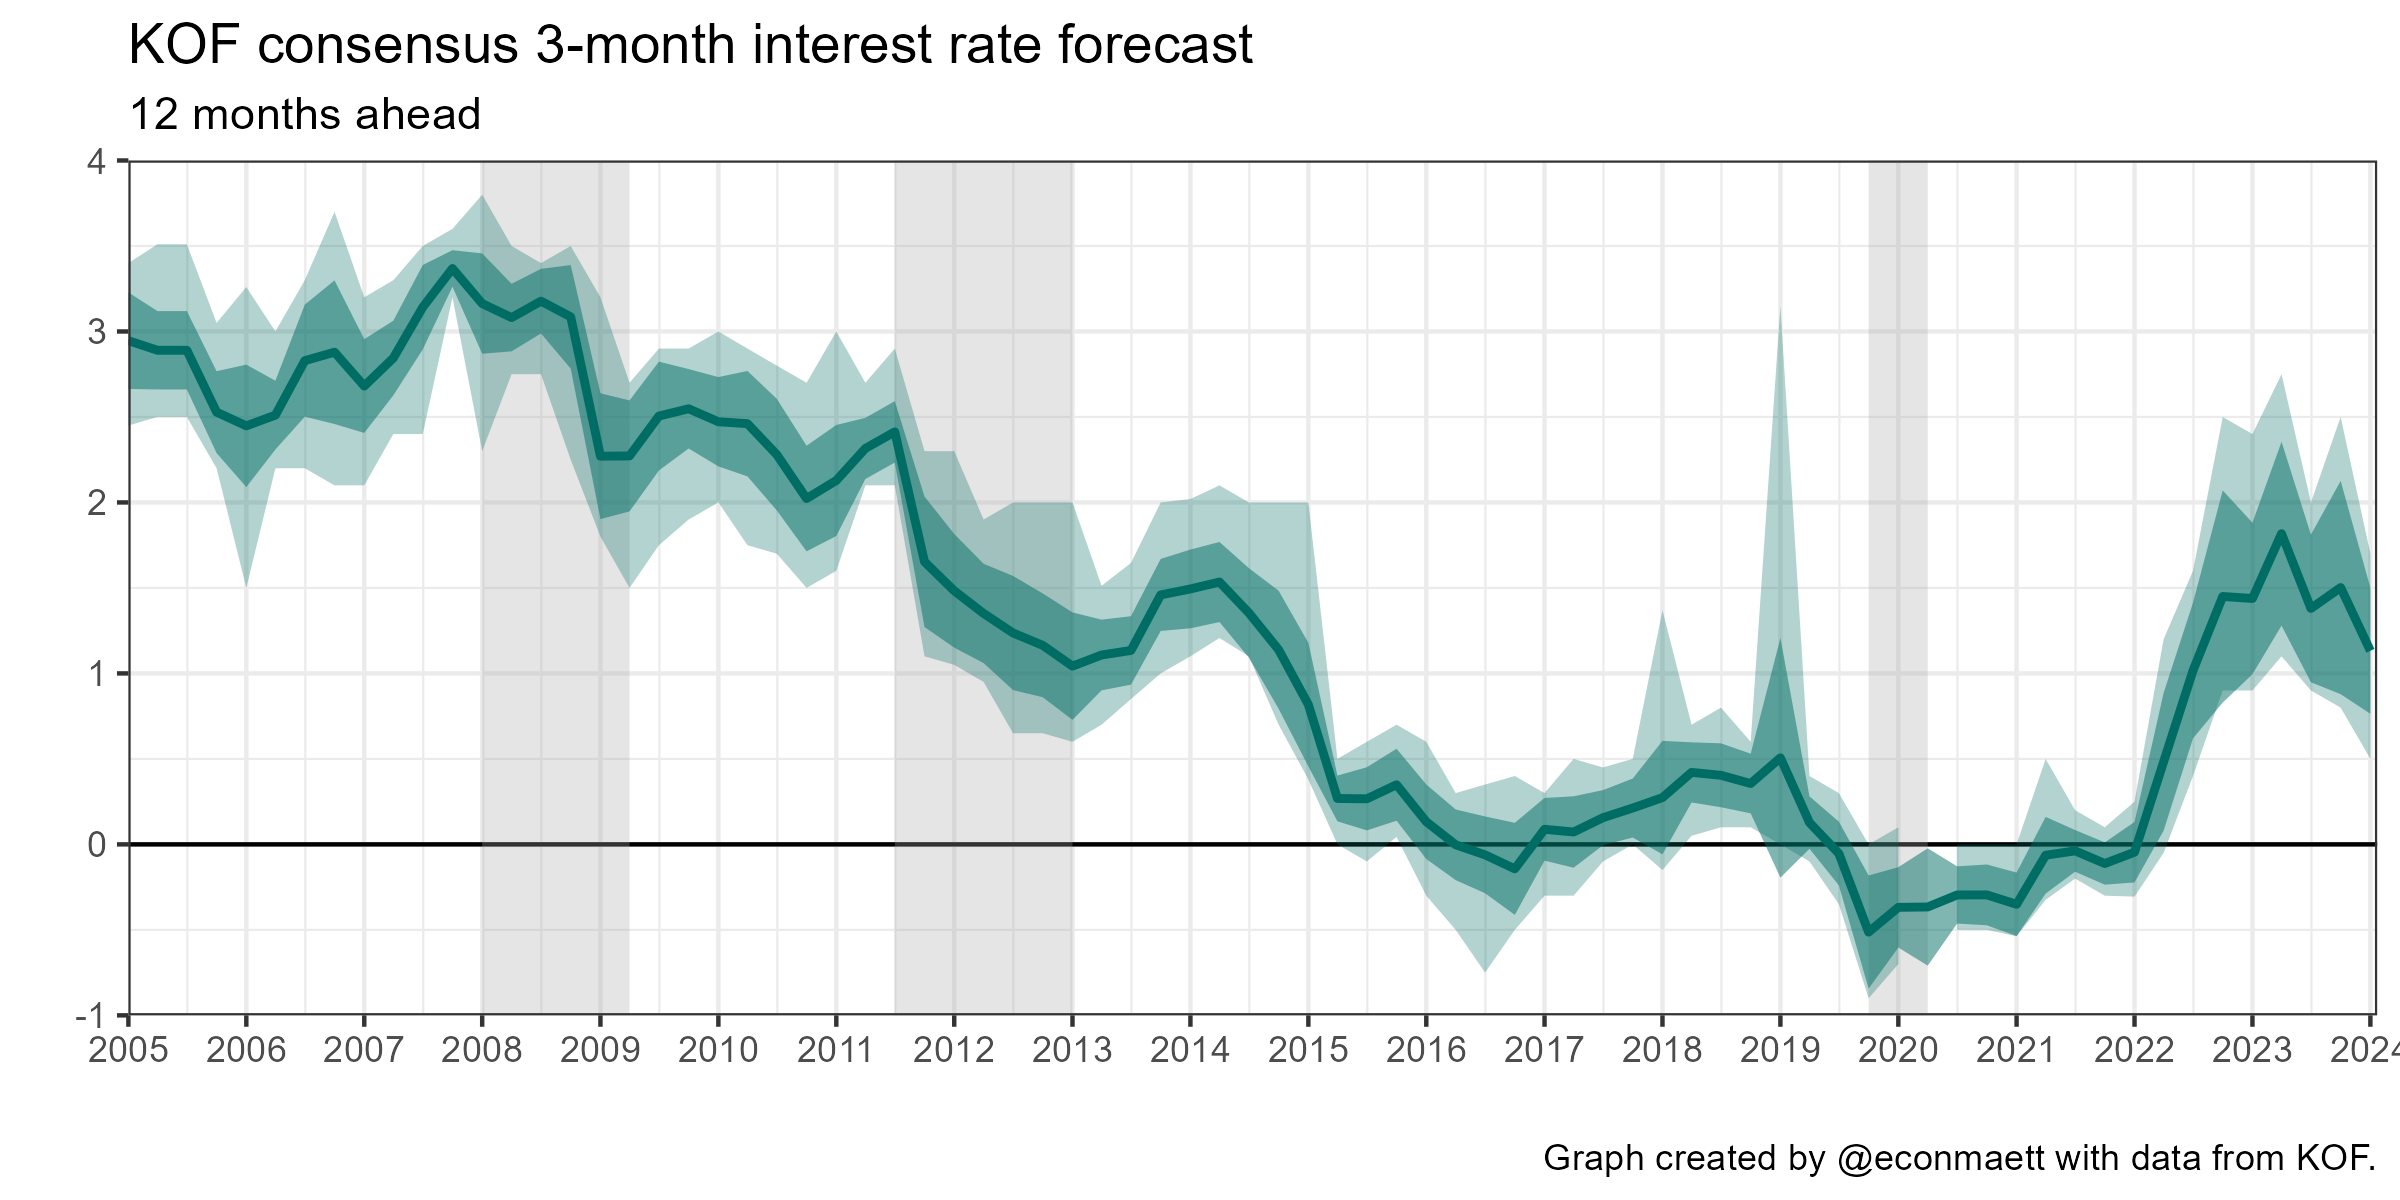 KOF consensus 3-month interest rate forecast
12 months ahead
4
3
2
1
0
-1
2005 2006 2007 2008 2009 2010 2011 2012 2013 2014 2015 2016 2017 2018 2019 2020 2021 2022 2023 2024
Graph created by @econmaett with data from KOF.